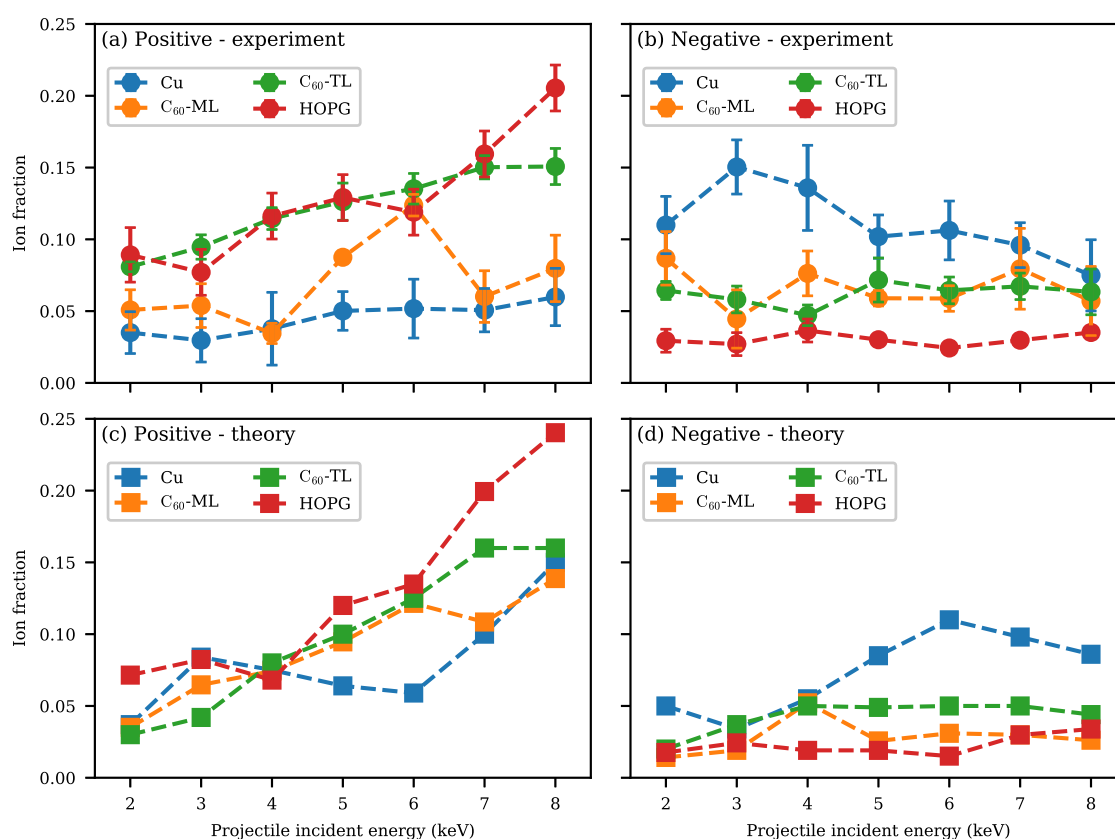 (a) Positive - experiment
Cu
C₆₀-ML
C₆₀-TL
HOPG
Ion fraction
0.25
0.20
0.15
0.10
0.05
0.00
(b) Negative - experiment
Cu
C₆₀-ML
C₆₀-TL
HOPG
(c) Positive - theory
Cu
C₆₀-ML
C₆₀-TL
HOPG
Ion fraction
0.25
0.20
0.15
0.10
0.05
0.00
2 3 4 5 6 7 8
Projectile incident energy (keV)
(d) Negative - theory
Cu
C₆₀-ML
C₆₀-TL
HOPG
2 3 4 5 6 7 8
Projectile incident energy (keV)